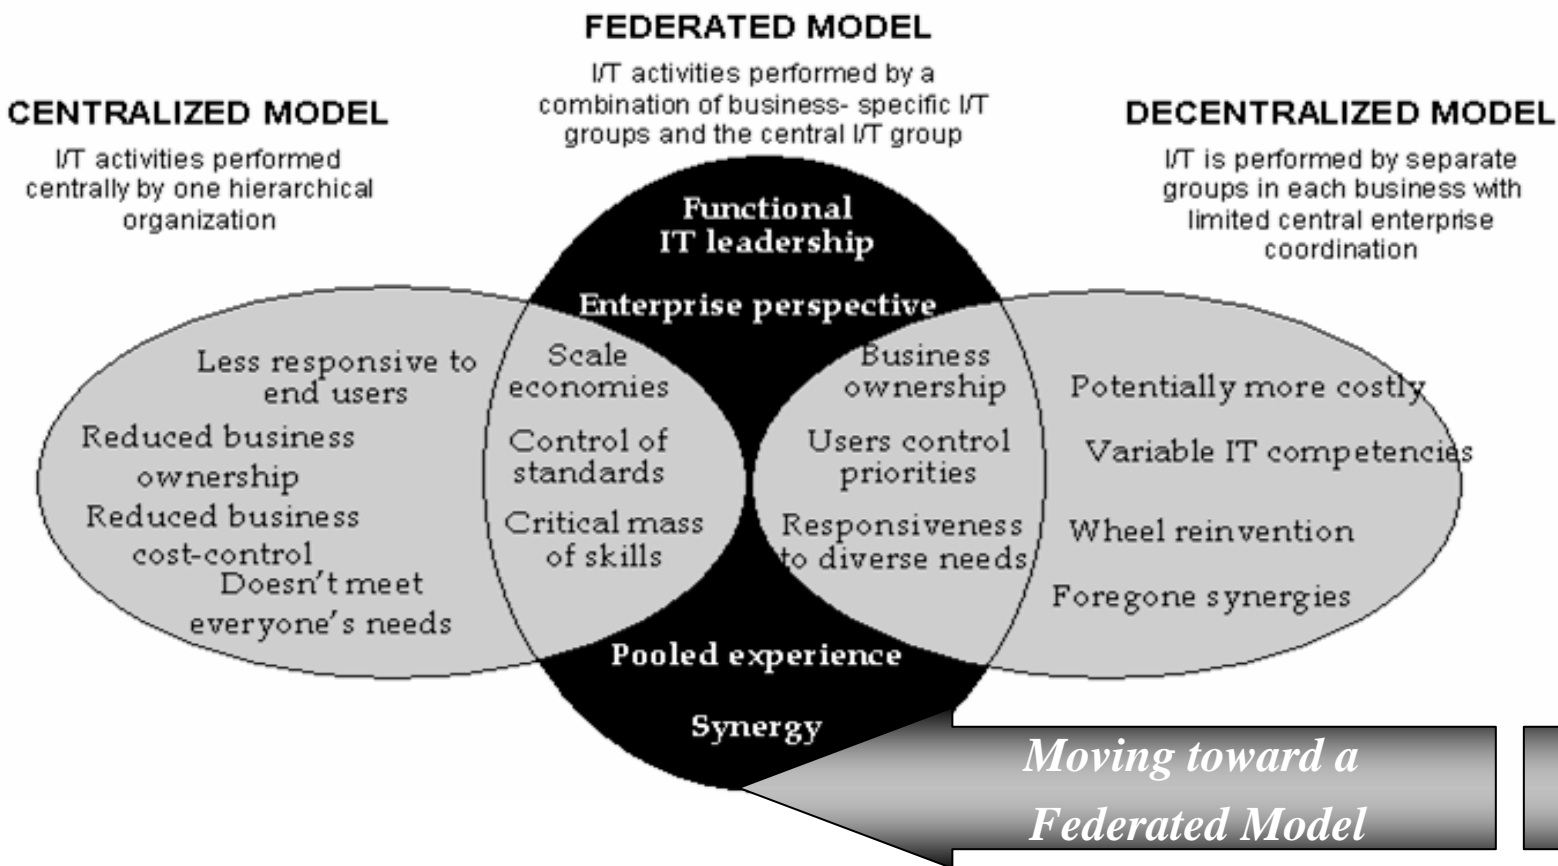 FEDERATED MODEL
I/T activities performed by a
combination of business- specific I/T
groups and the central I/T group
CENTRALIZED MODEL
I/T activities performed
centrally by one hierarchical
organization
DECENTRALIZED MODEL
I/T is performed by separate
groups in each business with
limited central enterprise
coordination
Functional
IT leadership
Enterprise perspective
Less responsive to
end users
Reduced business
ownership
Reduced business
cost-control
Doesn't meet
everyone's needs
Scale
economies
Control of
standards
Critical mass
of skills
Business
ownership
Users control
priorities
Responsiveness
to diverse needs
Potentially more costly
Variable IT competencies
Wheel reinvention
Foregone synergies
Pooled experience
Synergy
Moving toward a
Federated Model